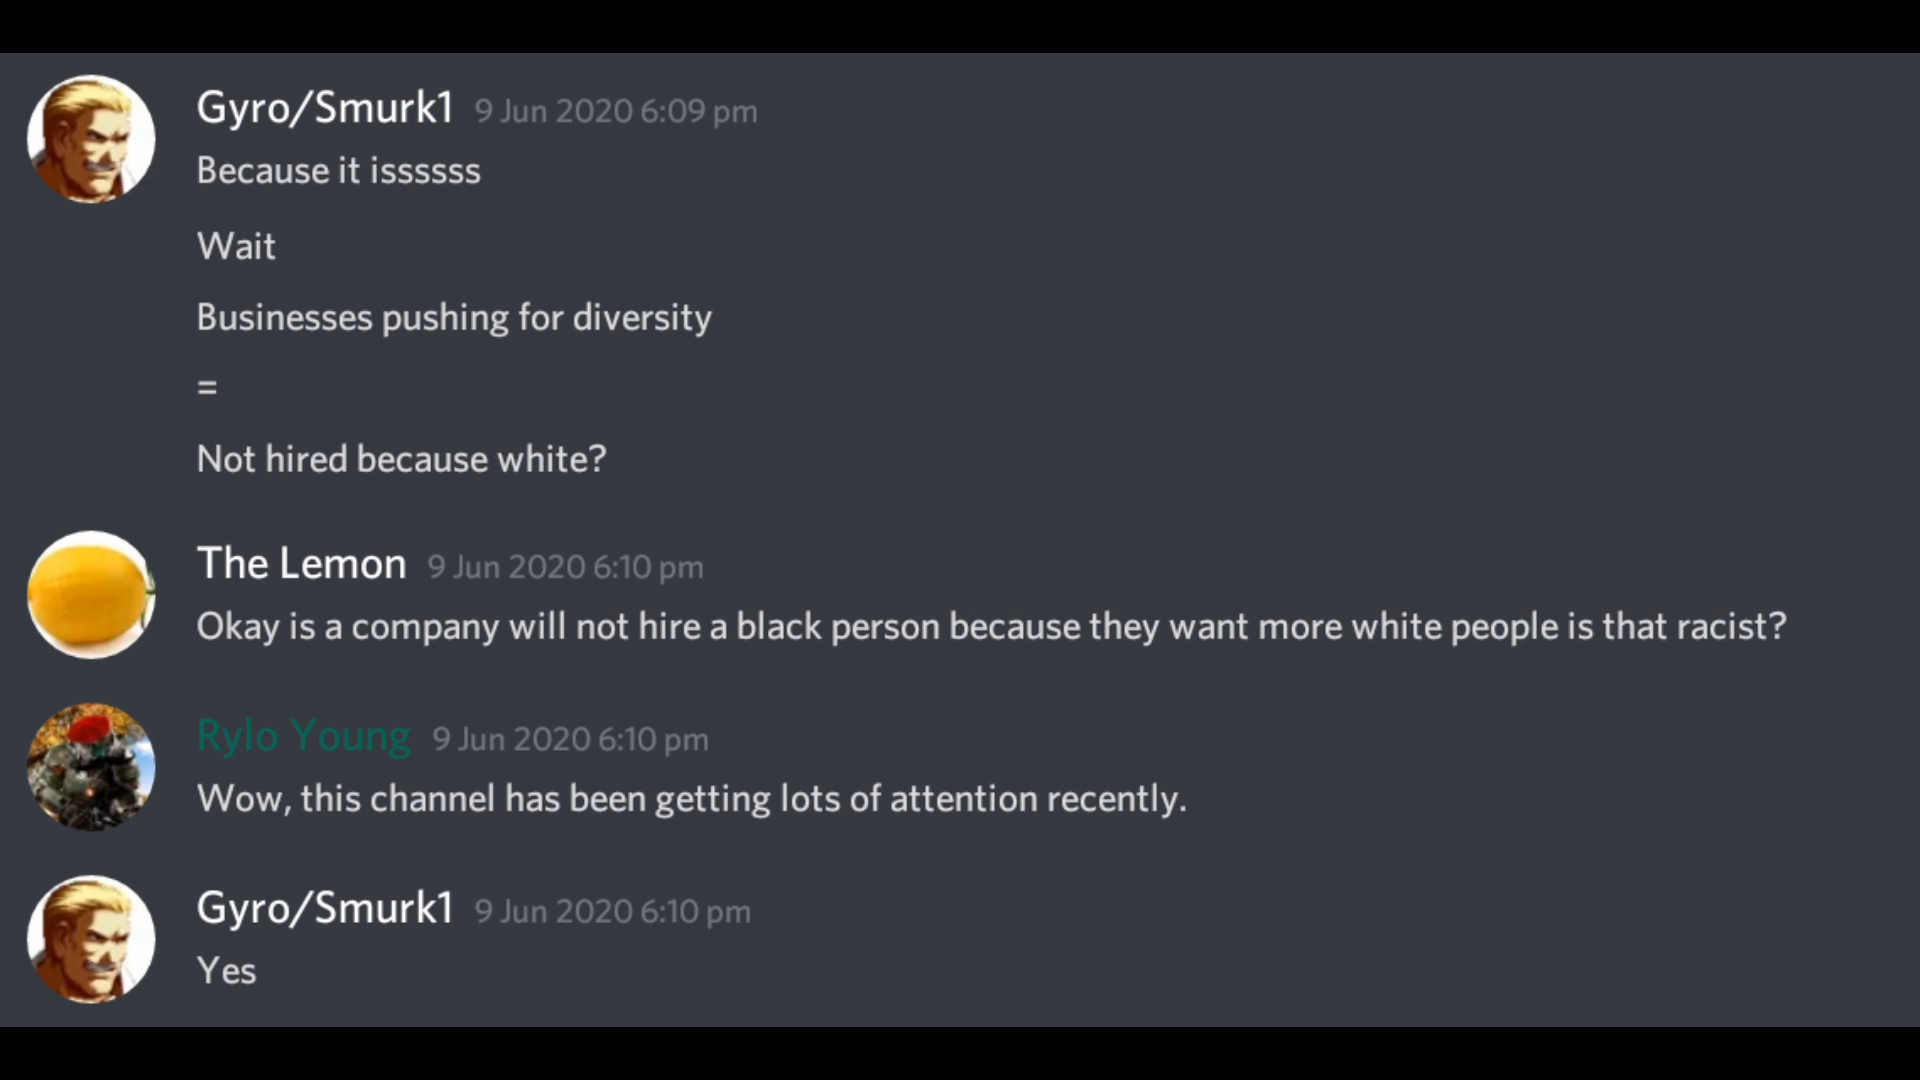 Gyro/Smurk1 9 Jun 2020 6:09 pm
Because it issssss
Wait
Businesses pushing for diversity
=
Not hired because white?
The Lemon 9 Jun 2020 6:10 pm
Okay is a company will not hire a black person because they want more white people is that racist?
Rylo Young 9 Jun 2020 6:10 pm
Wow, this channel has been getting lots of attention recently.
Gyro/Smurk1 9 Jun 2020 6:10 pm
Yes